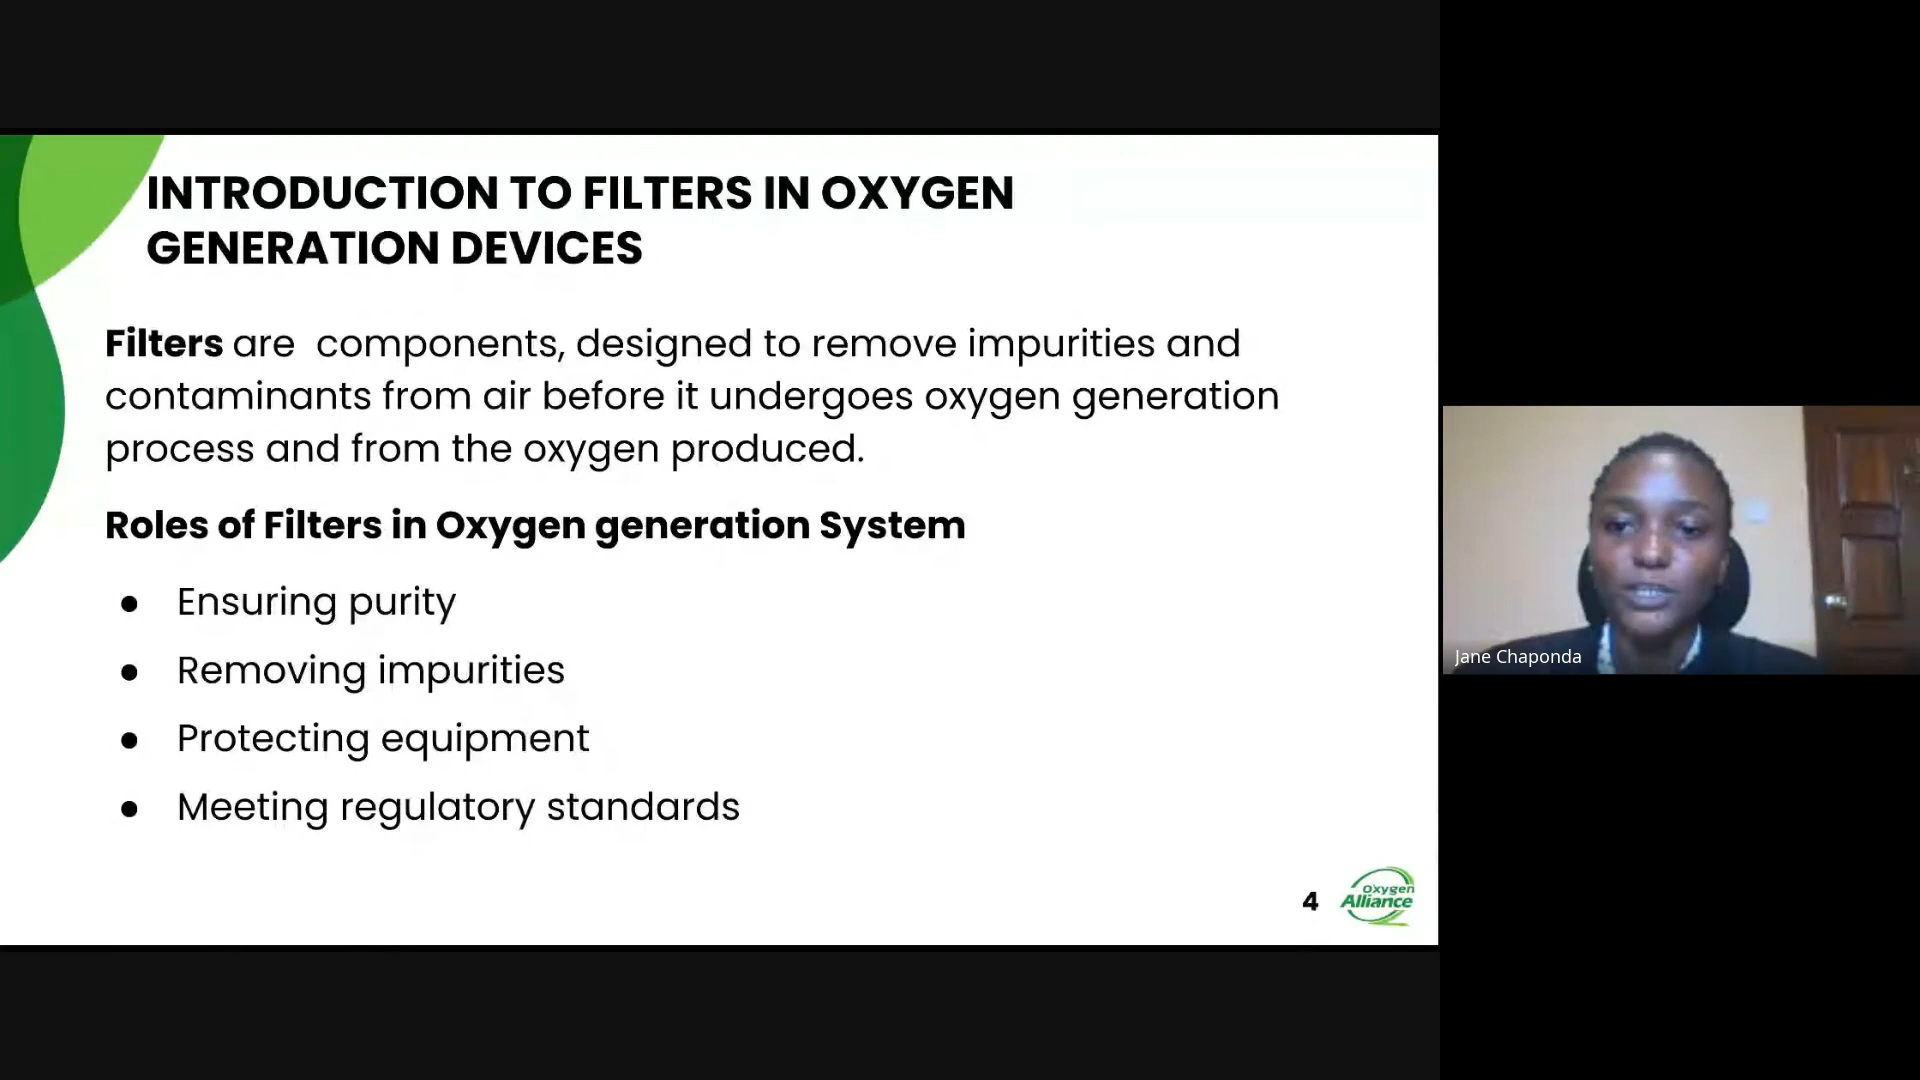 INTRODUCTION TO FILTERS IN OXYGEN
GENERATION DEVICES
Filters are  components, designed to remove impurities and
contaminants from air before it undergoes oxygen generation
process and from the oxygen produced.
Roles of Filters in Oxygen generation System
● Ensuring purity
● Removing impurities
● Protecting equipment
● Meeting regulatory standards
4
Oxygen
Alliance
Jane Chaponda